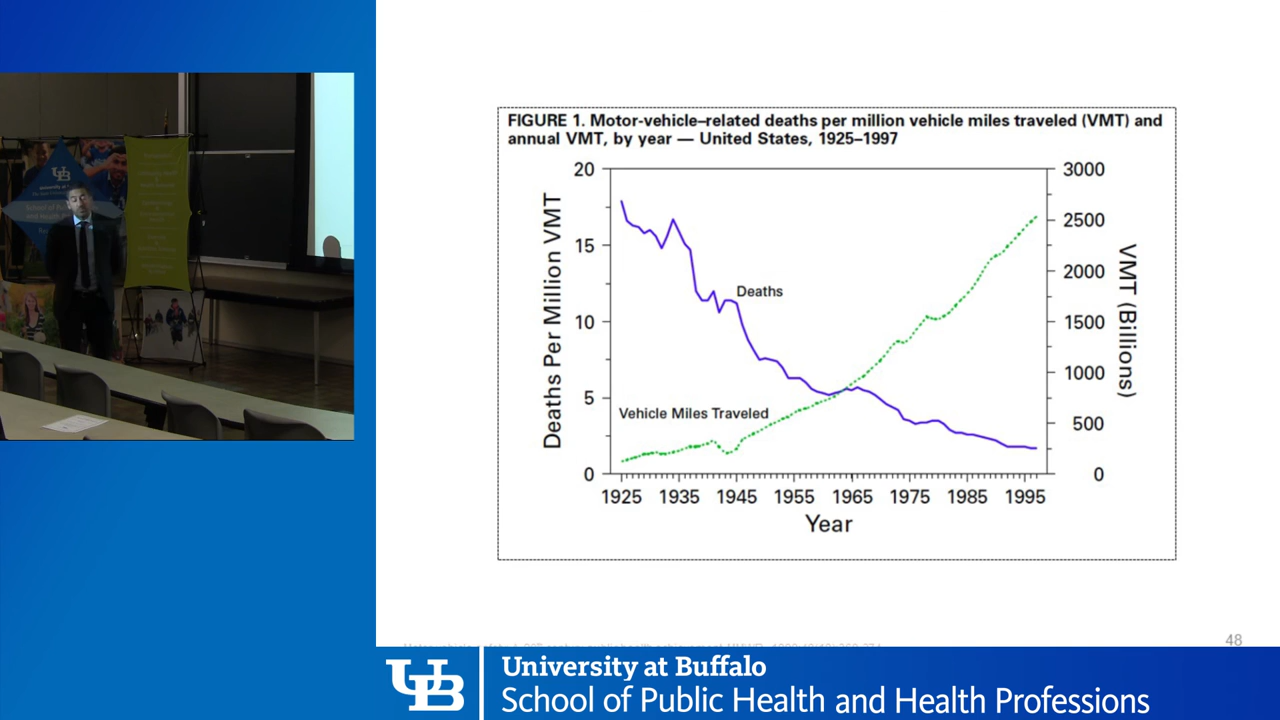 UB
FIGURE 1. Motor-vehicle–related deaths per million vehicle miles traveled (VMT) and
annual VMT, by year — United States, 1925–1997
Deaths Per Million VMT
20
15
10
5
0
Deaths
Vehicle Miles Traveled
3000
2500
2000
1500
1000
500
0
VMT (Billions)
1925 1935 1945 1955 1965 1975 1985 1995
Year
48
UB
University at Buffalo
School of Public Health and Health Professions